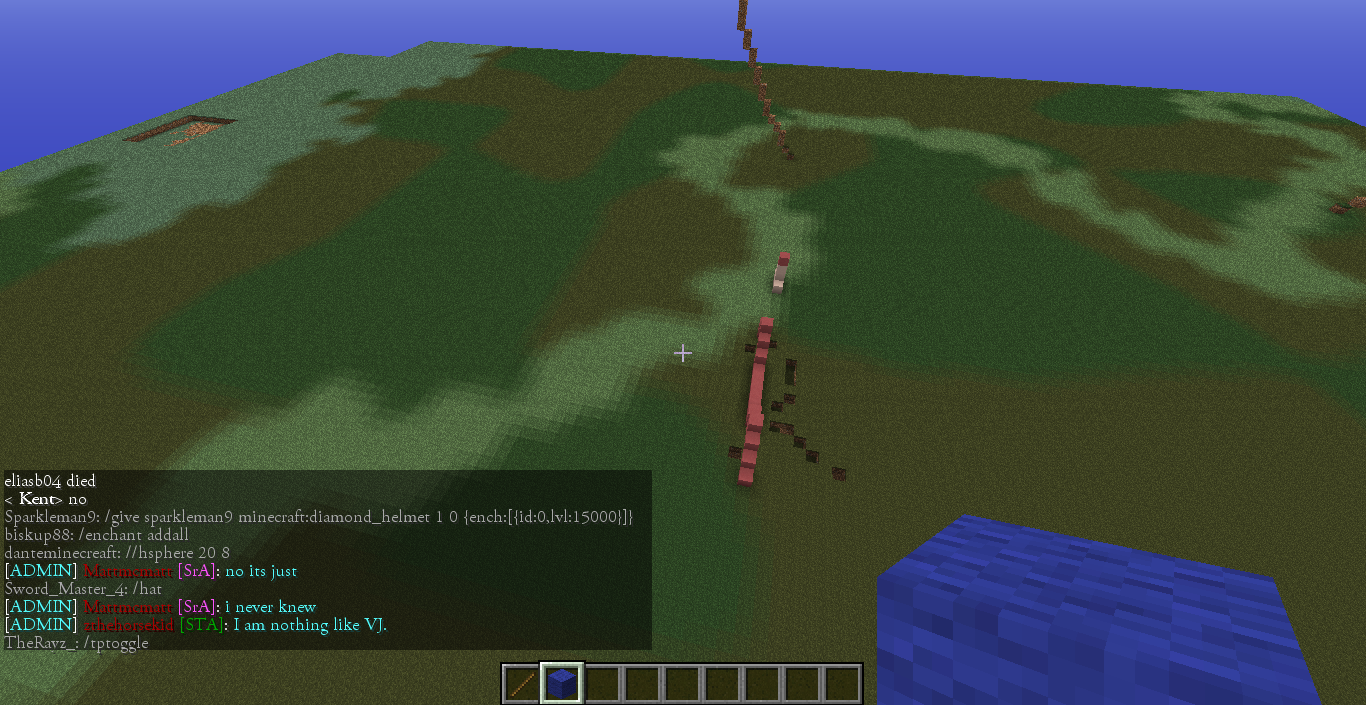 eliasb04 died
< Kent> no
Sparkleman9: /give sparkleman9 minecraft:diamond_helmet 1 0 {ench:[{id:0,lvl:15000}]}
biskup88: /enchant addall
danteminecreaft: //hsphere 20 8
[ADMIN] Mattmcmatt [SrA]: no its just
Sword_Master_4: /hat
[ADMIN] Mattmcmatt [SrA]: i never knew
[ADMIN] [STA]: I am nothing like VJ.
TheRavz_: /tptoggle